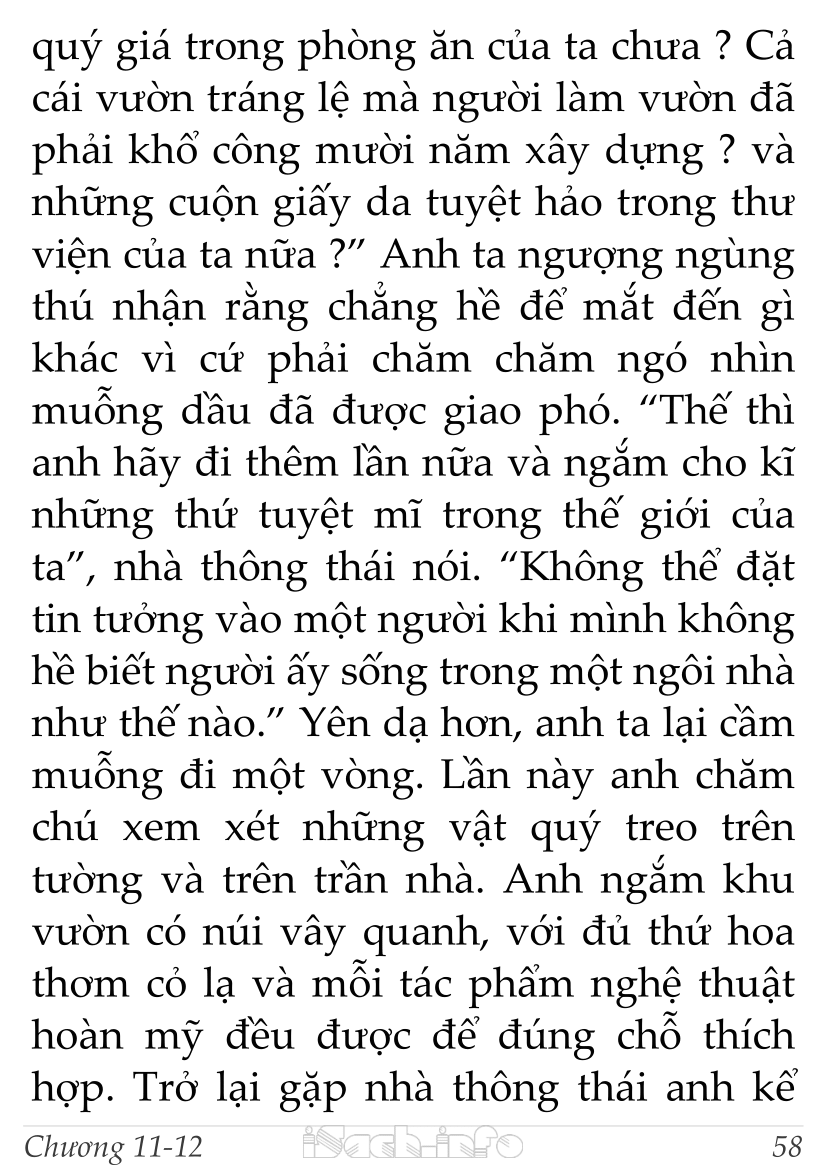 quý giá trong phòng ăn của ta chưa ? Cả
cái vườn tráng lệ mà người làm vườn đã
phải khổ công mười năm xây dựng ? và
những cuộn giấy da tuyệt hảo trong thư
viện của ta nữa ?” Anh ta ngượng ngùng
thú nhận rằng chẳng hề để mắt đến gì
khác vì cứ phải chăm chăm ngó nhìn
muỗng dầu đã được giao phó. “Thế thì
anh hãy đi thêm lần nữa và ngắm cho kĩ
những thứ tuyệt mĩ trong thế giới của
ta”, nhà thông thái nói. “Không thể đặt
tin tưởng vào một người khi mình không
hề biết người ấy sống trong một ngôi nhà
như thế nào.” Yên dạ hơn, anh ta lại cầm
muỗng đi một vòng. Lần này anh chăm
chú xem xét những vật quý treo trên
tường và trên trần nhà. Anh ngắm khu
vườn có núi vây quanh, với đủ thứ hoa
thơm cỏ lạ và mỗi tác phẩm nghệ thuật
hoàn mỹ đều được để đúng chỗ thích
hợp. Trở lại gặp nhà thông thái anh kể
Chương 11-12 iSach.info 58